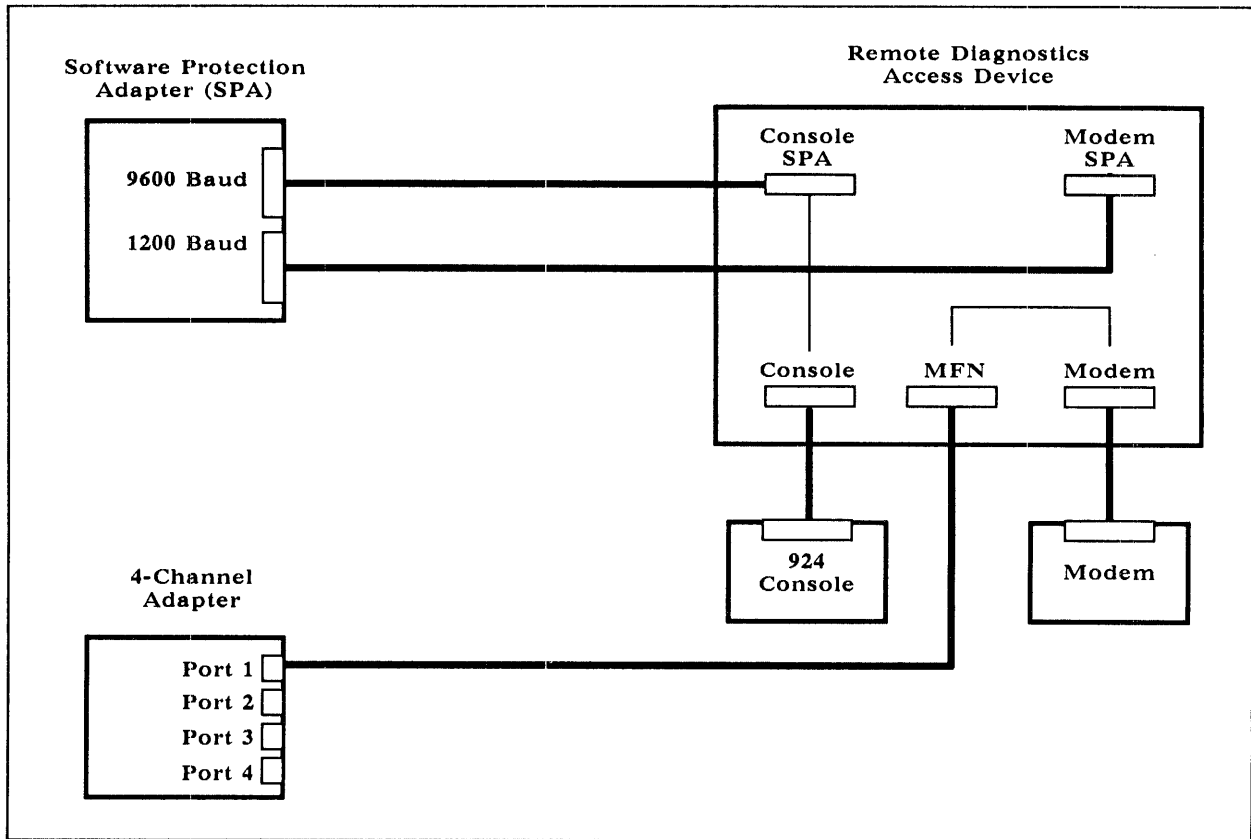 Software Protection
Adapter (SPA)
9600 Baud
1200 Baud
Remote Diagnostics
Access Device
Console
SPA
Modem
SPA
Console
MFN
Modem
924
Console
Modem
4-Channel
Adapter
Port 1
Port 2
Port 3
Port 4